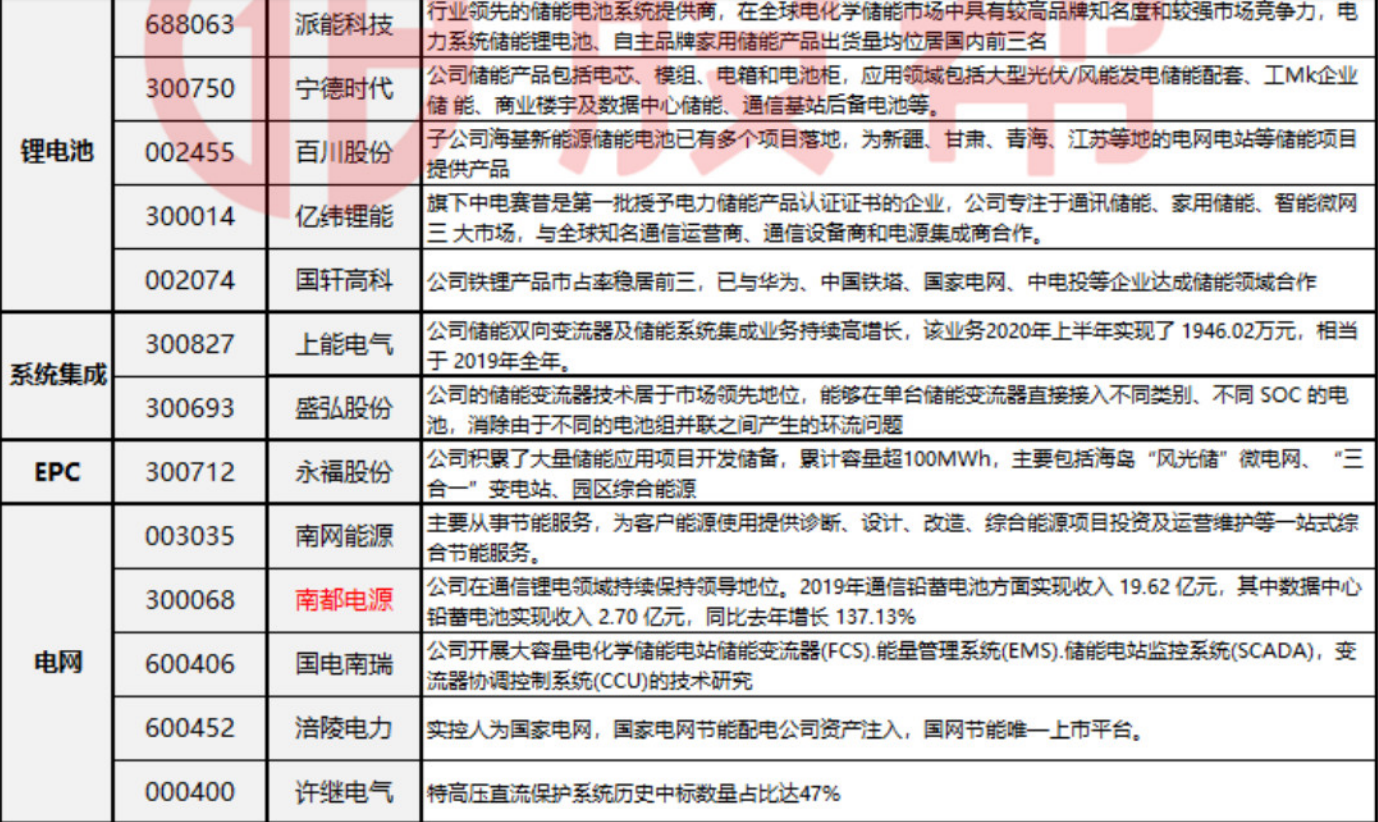 锂电池
688063 派能科技 行业领先的储能电池系统提供商，在全球电化学储能市场中具有较高品牌知名度和较强市场竞争力，电
力系统储能锂电池、自主品牌家用储能产品出货量均位居国内前三名
300750 宁德时代 公司储能产品包括电芯、模组、电箱和电池柜，应用领域包括大型光伏/风能发电储能配套、工Mk企业
储 能、商业楼宇及数据中心储能、通信基站后备电池等。
002455 百川股份 子公司海基新能源储能电池已有多个项目落地，为新疆、甘肃、青海、江苏等地的电网电站等储能项目
提供产品
300014 亿纬锂能 旗下中电赛昔是第一批授予电力储能产品认证证书的企业，公司专注于通讯储能、家用储能、智能微网
三 大市场，与全球知名通信运营商、通信设备商和电源集成商合作。
002074 国轩高科 公司铁锂产品市占率稳居前三，已与华为、中国铁塔、国家电网、中电投等企业达成储能领域合作
系统集成
300827 上能电气 公司储能双向变流器及储能系统集成业务持续高增长，该业务2020年上半年实现了 1946.02万元，相当
于 2019年全年。
300693 盛弘股份 公司的储能变流器技术居于市场领先地位，能够在单台储能变流器直接接入不同类别、不同 SOC 的电
池，消除由于不同的电池组并联之间产生的环流问题
EPC
300712 永福股份 公司积累了大量储能应用项目开发储备，累计容量超100MWh，主要包括海岛“风光储”微电网、“三
合一”变电站、园区综合能源
电网
003035 南网能源 主要从事节能服务，为客户能源使用提供诊断、设计、改造、综合能源项目投资及运营维护等一站式综
合节能服务。
300068 南都电源 公司在通信锂电领域持续保持领导地位。2019年通信铅蓄电池方面实现收入 19.62 亿元，其中数据中心
铅蓄电池实现收入 2.70 亿元，同比去年增长 137.13%
600406 国电南瑞 公司开展大容量电化学储能电站储能变流器(FCS).能量管理系统(EMS).储能电站监控系统(SCADA)，变
流器协调控制系统(CCU)的技术研究
600452 涪陵电力 实控人为国家电网，国家电网节能配电公司资产注入，国网节能唯一上市平台。
000400 许继电气 特高压直流保护系统历史中标数量占比达47%